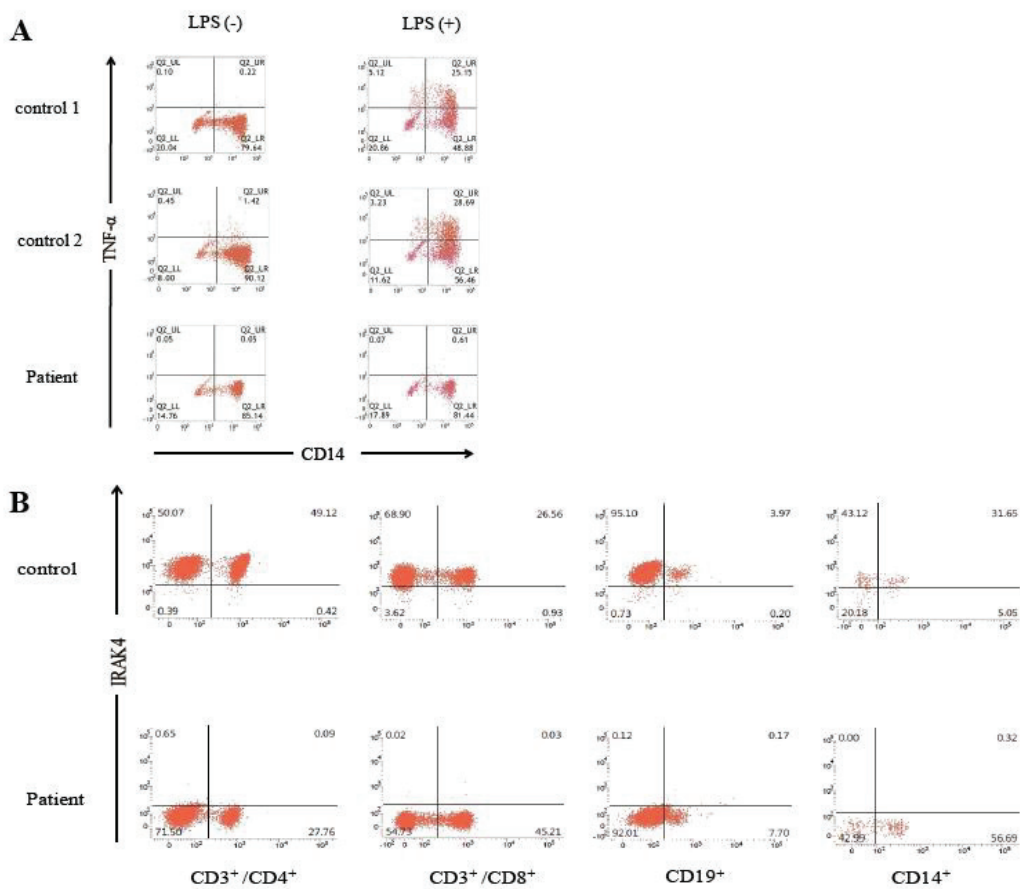 A
LPS (-)
LPS (+)
control 1
Q2_UL Q2_UR
0.10 0.22
Q2_LL Q2_LR
20.04 79.64
Q2_UL Q2_UR
5.12 25.15
Q2_LL Q2_LR
20.86 48.88
control 2
Q2_UL Q2_UR
0.45 1.42
Q2_LL Q2_LR
8.00 90.12
Q2_UL Q2_UR
3.23 28.69
Q2_LL Q2_LR
11.62 56.46
Patient
Q2_UL Q2_UR
0.05 0.05
Q2_LL Q2_LR
14.76 85.14
Q2_UL Q2_UR
0.07 0.61
Q2_LL Q2_LR
17.89 81.44
TNF-α
CD14
B
control
50.07 49.12
0.39 0.42
68.90 26.56
3.62 0.93
95.10 3.97
0.73 0.20
43.12 31.65
20.18 5.05
IRAK4
Patient
0.65 0.09
71.50 27.76
0.02 0.03
54.73 45.21
0.12 0.17
92.01 7.70
0.00 0.32
42.99 56.69
CD3⁺/CD4⁺
CD3⁺/CD8⁺
CD19⁺
CD14⁺